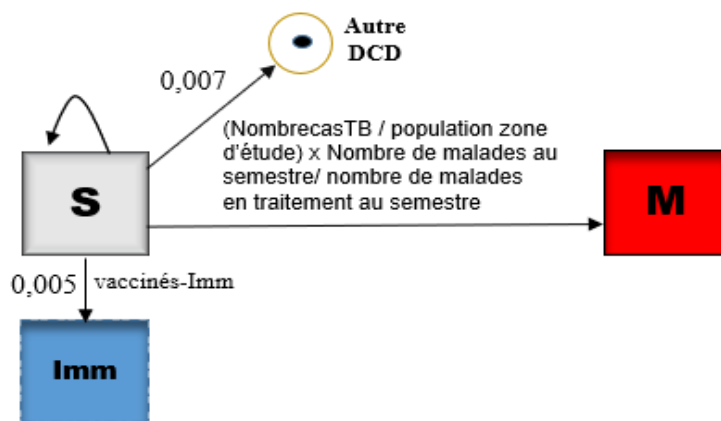 Autre
DCD
0,007
(NombrecasTB / population zone
d'étude) x Nombre de malades au
semestre/ nombre de malades
en traitement au semestre
S
M
0,005
vaccinés-Imm
Imm